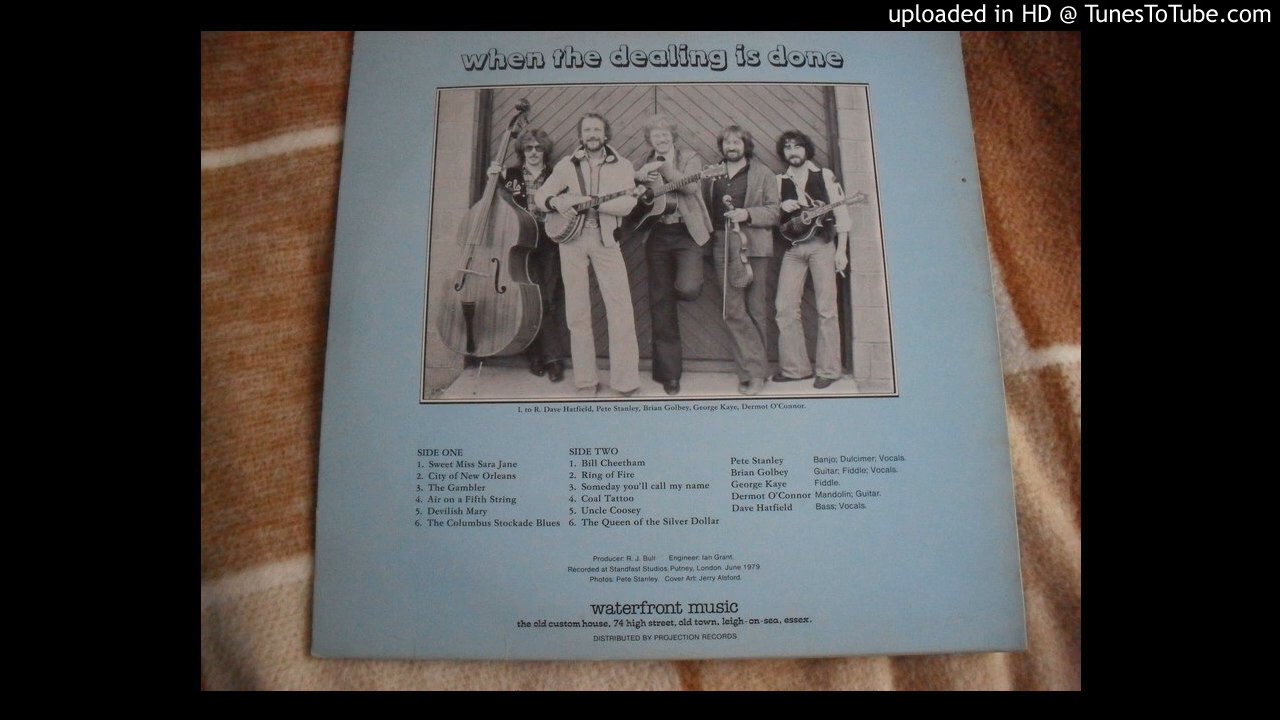 uploaded in HD @ TunesToTube.com
when the dealing is done
L to R. Dave Hatfield, Pete Stanley, Brian Golbey, George Kaye, Dermot O'Connor.
SIDE ONE
1. Sweet Miss Sara Jane
2. City of New Orleans
3. The Gambler
4. Air on a Fifth String
5. Devilish Mary
6. The Columbus Stockade Blues
SIDE TWO
1. Bill Cheetham
2. Ring of Fire
3. Someday you'll call my name
4. Coal Tattoo
5. Uncle Coosey
6. The Queen of the Silver Dollar
Pete Stanley Banjo; Dulcimer; Vocals.
Brian Golbey Guitar; Fiddle; Vocals.
George Kaye Fiddle.
Dermot O'Connor Mandolin; Guitar.
Dave Hatfield Bass; Vocals.
Producer: R. J. Bull Engineer: Ian Grant.
Recorded at Standfast Studios, Putney, London. June 1979
Photos. Pete Stanley. Cover Art: Jerry Alsford.
waterfront music
the old custom house, 74 high street, old town, leigh-on-sea, essex.
DISTRIBUTED BY PROJECTION RECORDS